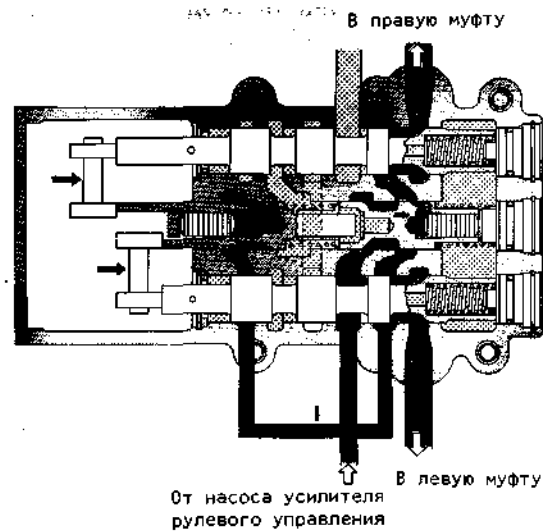 В правую муфту
В левую муфту
От насоса усилителя
рулевого управления